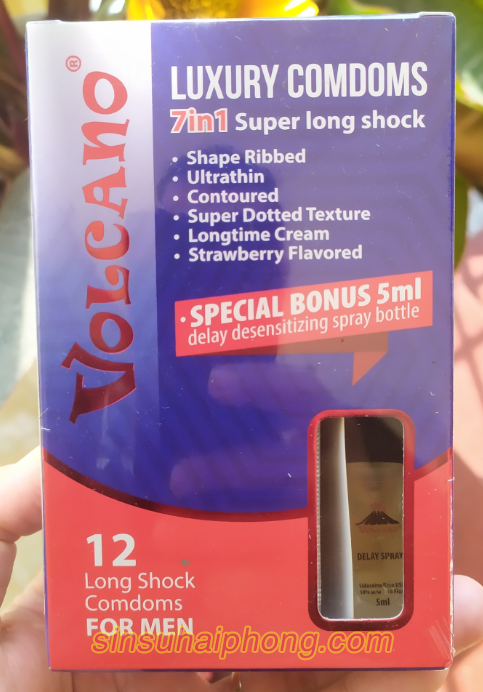 VOLCANO®
LUXURY COMDOMS
7in1 Super long shock
• Shape Ribbed
• Ultrathin
• Contoured
• Super Dotted Texture
• Longtime Cream
• Strawberry Flavored
• SPECIAL BONUS 5ml
delay desensitizing spray bottle
DELAY SPRAY
5ml
12
Long Shock
Comdoms
FOR MEN
sinsuhaiphong.com